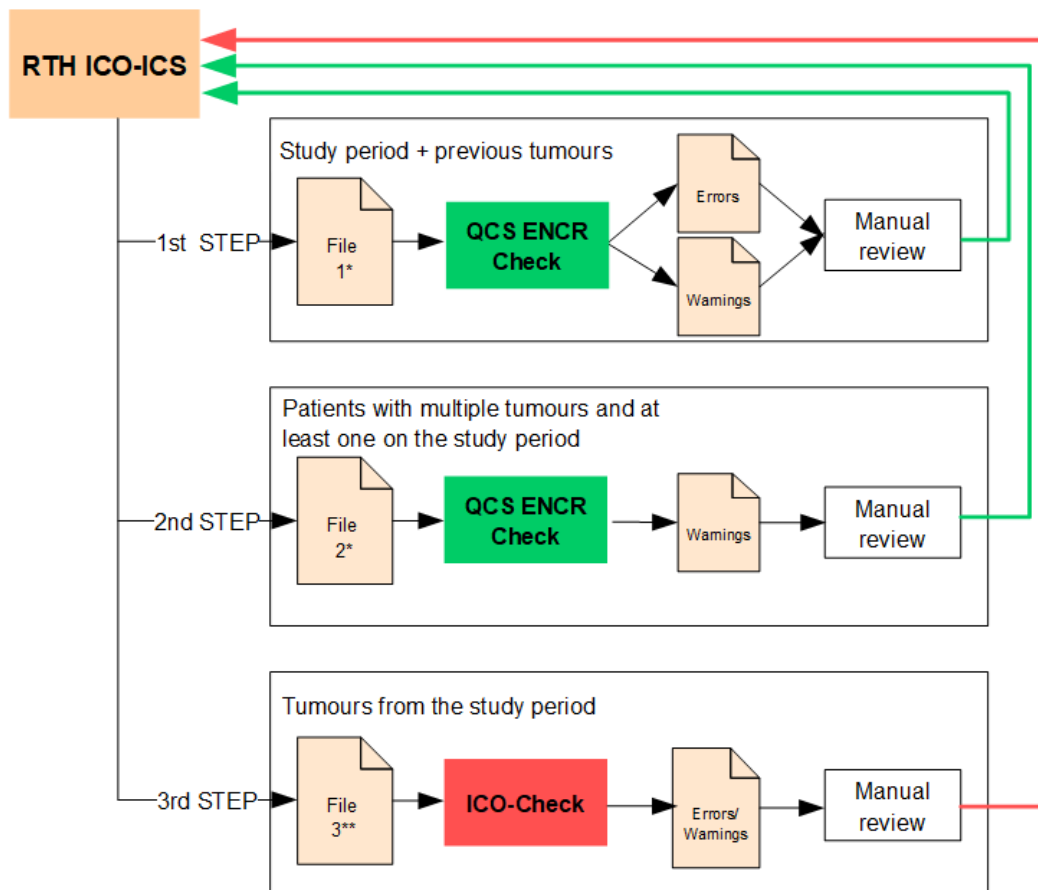 RTH ICO-ICS
Study period + previous tumours
1st STEP
File
1*
QCS ENCR
Check
Errors
Warnings
Manual
review
Patients with multiple tumours and at
least one on the study period
2nd STEP
File
2*
QCS ENCR
Check
Warnings
Manual
review
Tumours from the study period
3rd STEP
File
3**
ICO-Check
Errors/
Warnings
Manual
review